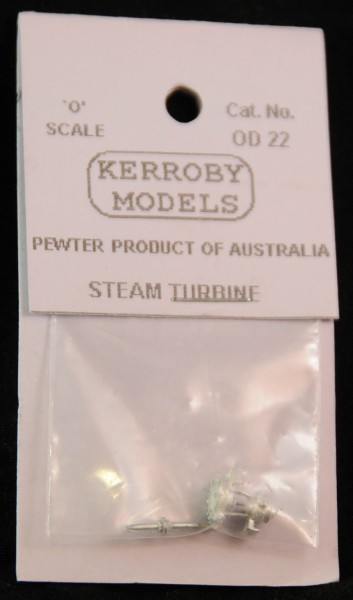 'O'
SCALE
Cat. No.
OD 22
KERROBY
MODELS
PEWTER PRODUCT OF AUSTRALIA
STEAM TURBINE